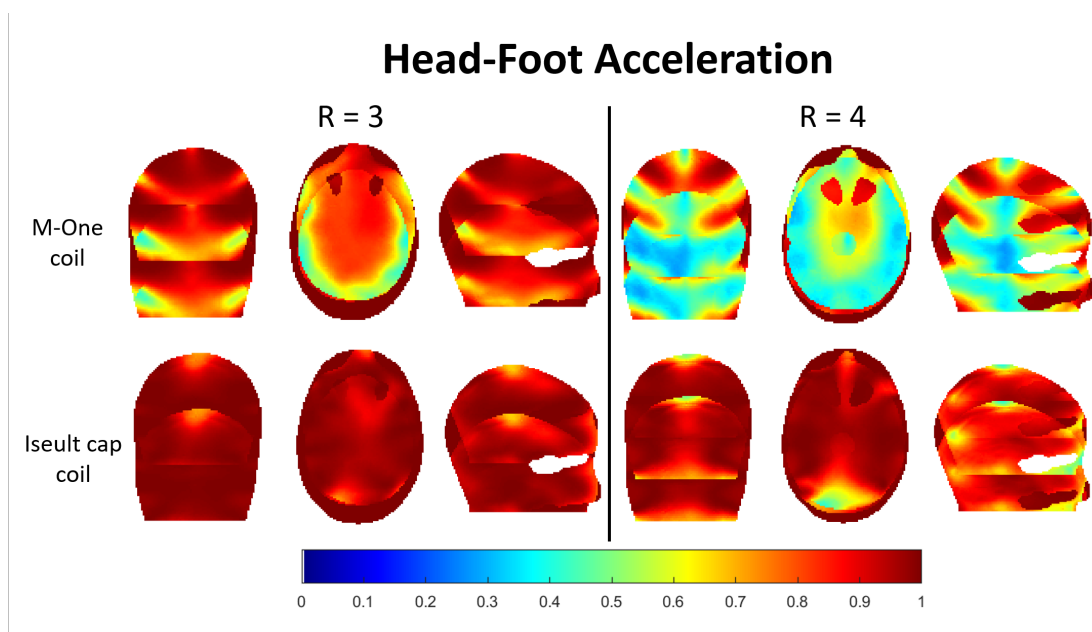 Head-Foot Acceleration
R = 3
R = 4
M-One
coil
Iseult cap
coil
0 0.1 0.2 0.3 0.4 0.5 0.6 0.7 0.8 0.9 1